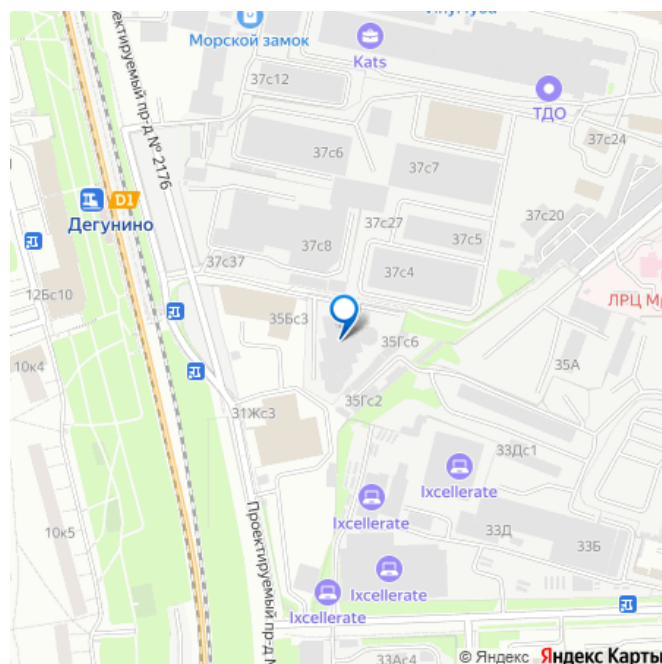 Морской замок
Kats
37с12
ТДО
37с24
Проектируемый пр-д № 2176
37с6
37с7
D1
Дегунино
37с20
37с27
37с5
37с8
37с37
37с4
12Бс10
ЛРЦ М
35Бс3
35Гс6
10к4
35А
35Гс2
31Жс3
33Дс1
Ixcellerate
Ixcellerate
33Д
10к5
33Б
Проектируемый пр-д №
Ixcellerate
Ixcellerate
33Ас4
© Яндекс Яндекс Карты